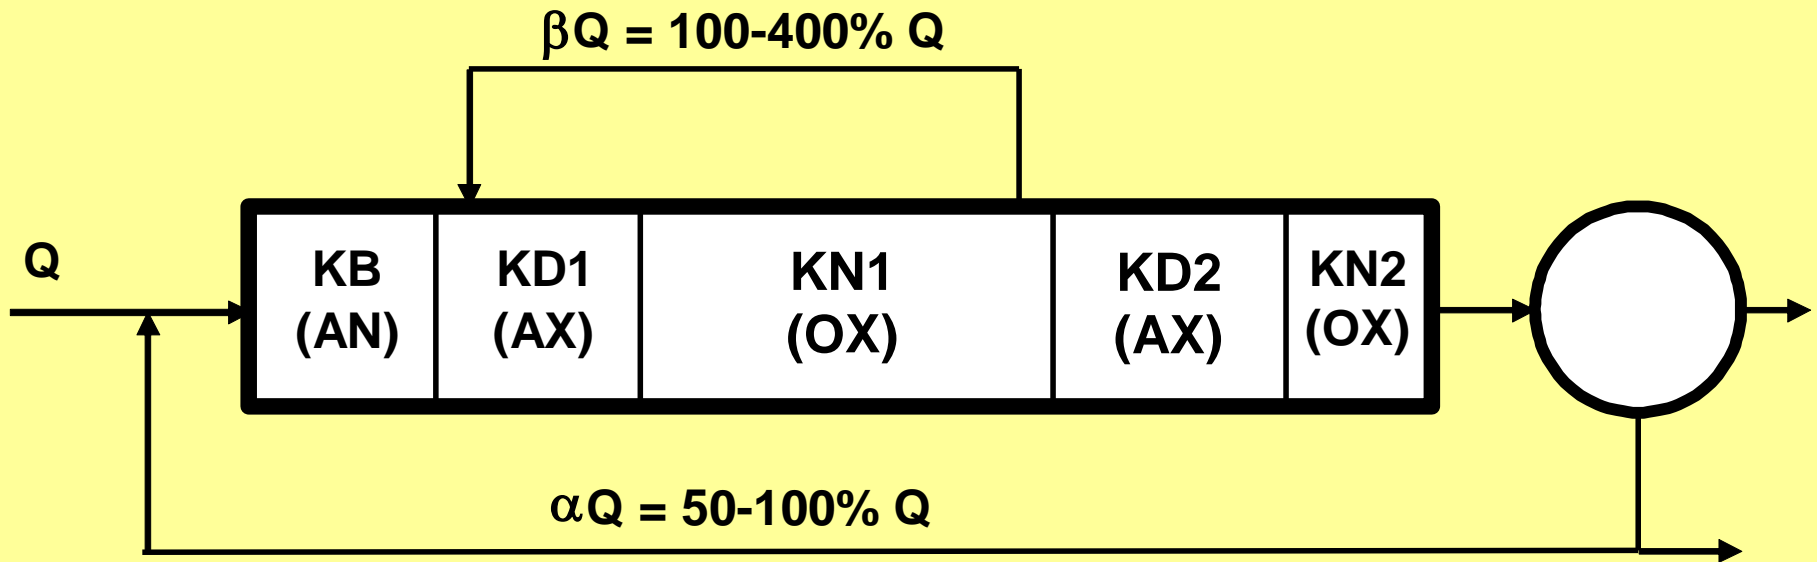 βQ = 100-400% Q
Q
KB
(AN)
KD1
(AX)
KN1
(OX)
KD2
(AX)
KN2
(OX)
αQ = 50-100% Q